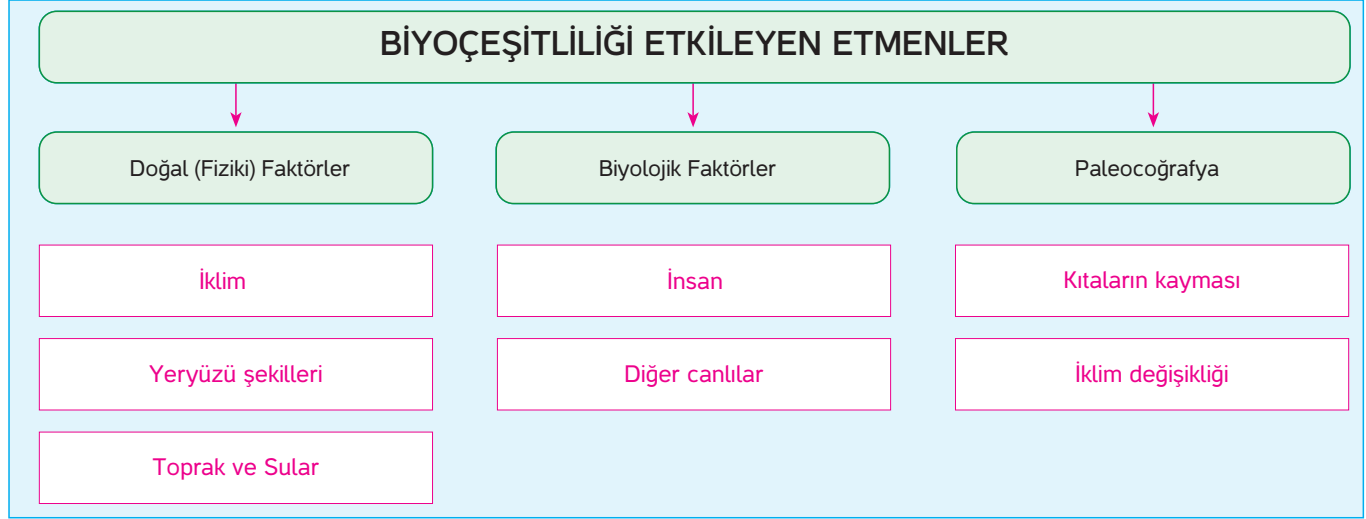 BİYOÇEŞİTLİLİĞİ ETKİLEYEN ETMENLER
Doğal (Fiziki) Faktörler
Biyolojik Faktörler
Paleocoğrafya
İklim
İnsan
Kıtaların kayması
Yeryüzü şekilleri
Diğer canlılar
İklim değişikliği
Toprak ve Sular